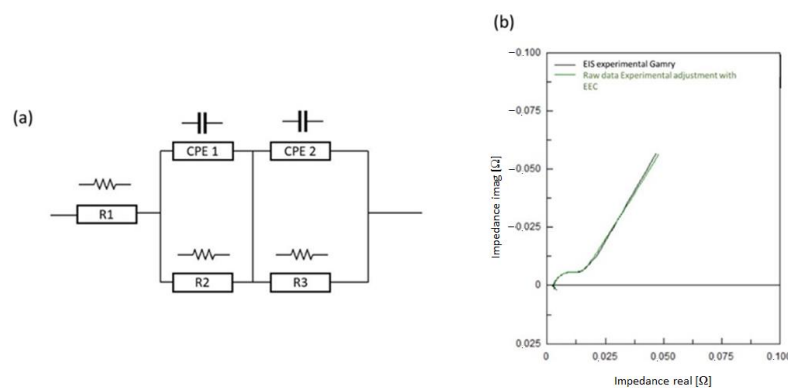 (a)
CPE 1
CPE 2
R1
R2
R3
(b)
-0.100
EIS experimental Gamry
Raw data Experimental adjustment with
EEC
-0,075
-0,050
-0,025
0
0,025
Impedance imag [Ω]
0
0,025
0,050
0,075
0.100
Impedance real [Ω]